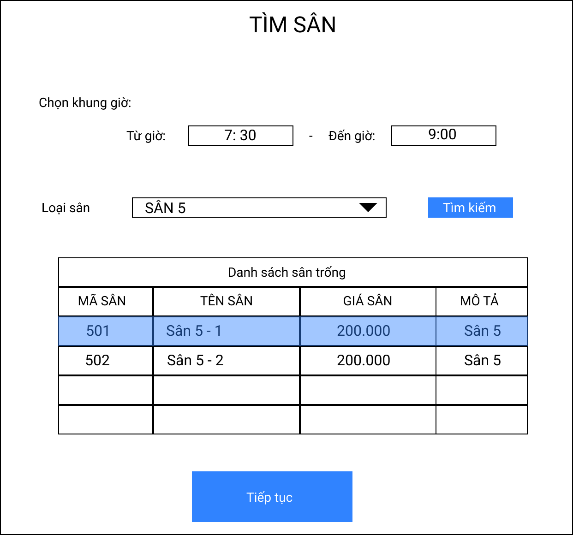 TÌM SÂN
Chọn khung giờ:
Từ giờ: 7: 30 - Đến giờ: 9:00
Loại sân SÂN 5 Tìm kiếm
Danh sách sân trống
MÃ SÂN TÊN SÂN GIÁ SÂN MÔ TẢ
501 Sân 5 - 1 200.000 Sân 5
502 Sân 5 - 2 200.000 Sân 5
Tiếp tục